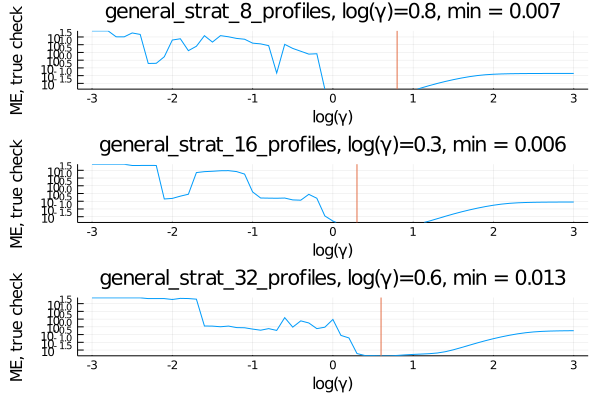 general_strat_8_profiles, log(γ)=0.8, min = 0.007
ME, true check
-3 -2 -1 0 1 2 3
log(γ)
general_strat_16_profiles, log(γ)=0.3, min = 0.006
ME, true check
-3 -2 -1 0 1 2 3
log(γ)
general_strat_32_profiles, log(γ)=0.6, min = 0.013
ME, true check
-3 -2 -1 0 1 2 3
log(γ)